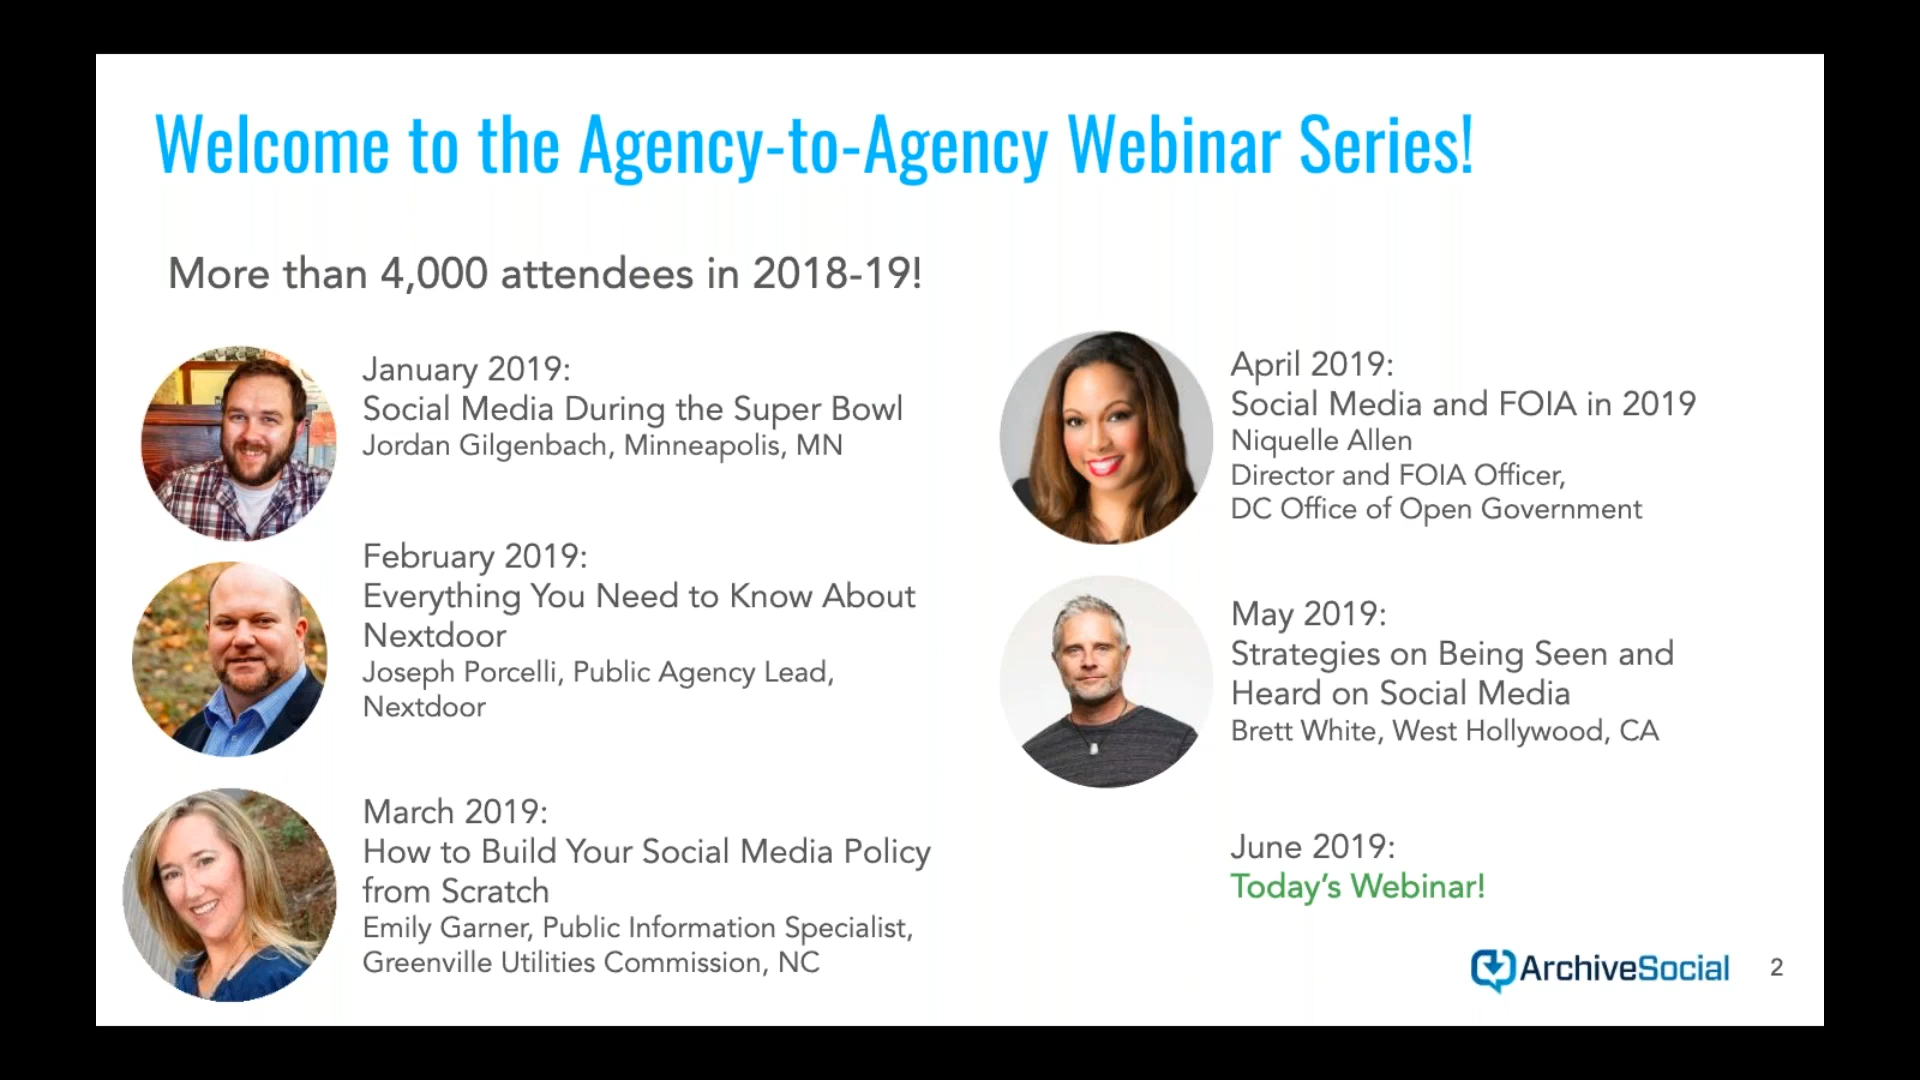 Welcome to the Agency-to-Agency Webinar Series!
More than 4,000 attendees in 2018-19!
January 2019:
Social Media During the Super Bowl
Jordan Gilgenbach, Minneapolis, MN
February 2019:
Everything You Need to Know About
Nextdoor
Joseph Porcelli, Public Agency Lead,
Nextdoor
March 2019:
How to Build Your Social Media Policy
from Scratch
Emily Garner, Public Information Specialist,
Greenville Utilities Commission, NC
April 2019:
Social Media and FOIA in 2019
Niquelle Allen
Director and FOIA Officer,
DC Office of Open Government
May 2019:
Strategies on Being Seen and
Heard on Social Media
Brett White, West Hollywood, CA
June 2019:
Today's Webinar!
ArchiveSocial
2